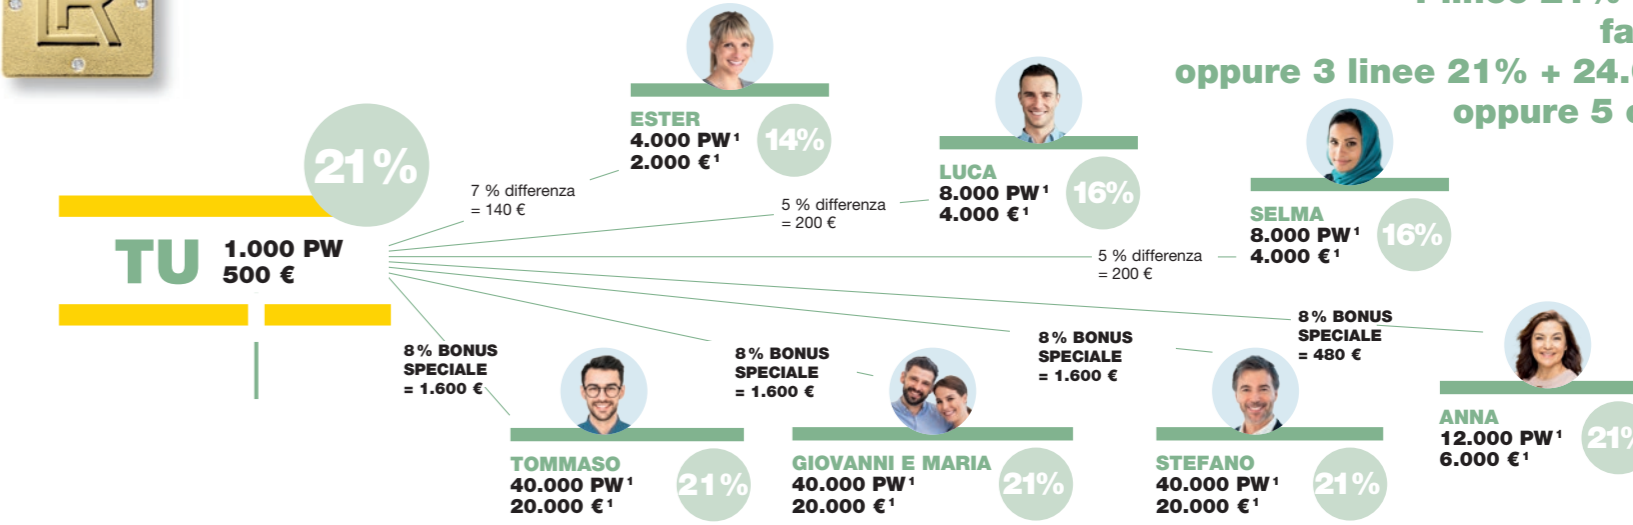 LR
4 linee 21%
fa
oppure 3 linee 21% + 24.
oppure 5
21%
TU
1.000 PW
500 €
7 % differenza
= 140 €
ESTER
4.000 PW¹
2.000 €¹
14%
5 % differenza
= 200 €
LUCA
8.000 PW¹
4.000 €¹
16%
5 % differenza
= 200 €
SELMA
8.000 PW¹
4.000 €¹
16%
8% BONUS
SPECIALE
= 1.600 €
TOMMASO
40.000 PW¹
20.000 €¹
21%
8% BONUS
SPECIALE
= 1.600 €
GIOVANNI E MARIA
40.000 PW¹
20.000 €¹
21%
8% BONUS
SPECIALE
= 1.600 €
STEFANO
40.000 PW¹
20.000 €¹
21%
8% BONUS
SPECIALE
= 480 €
ANNA
12.000 PW¹
6.000 €¹
21%